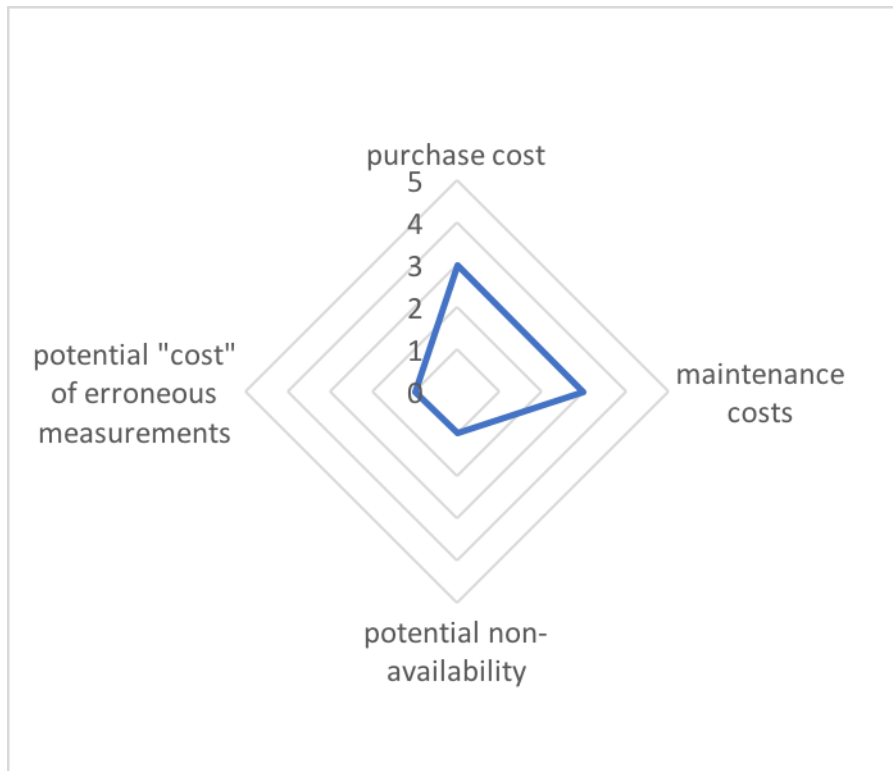 purchase cost
5
4
3
2
1
0
potential "cost"
of erroneous
measurements
maintenance
costs
potential non-
availability